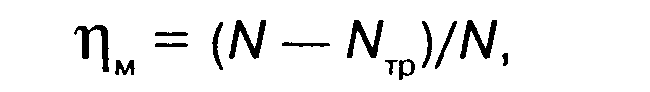 ηм = (N — Nтр)/N,